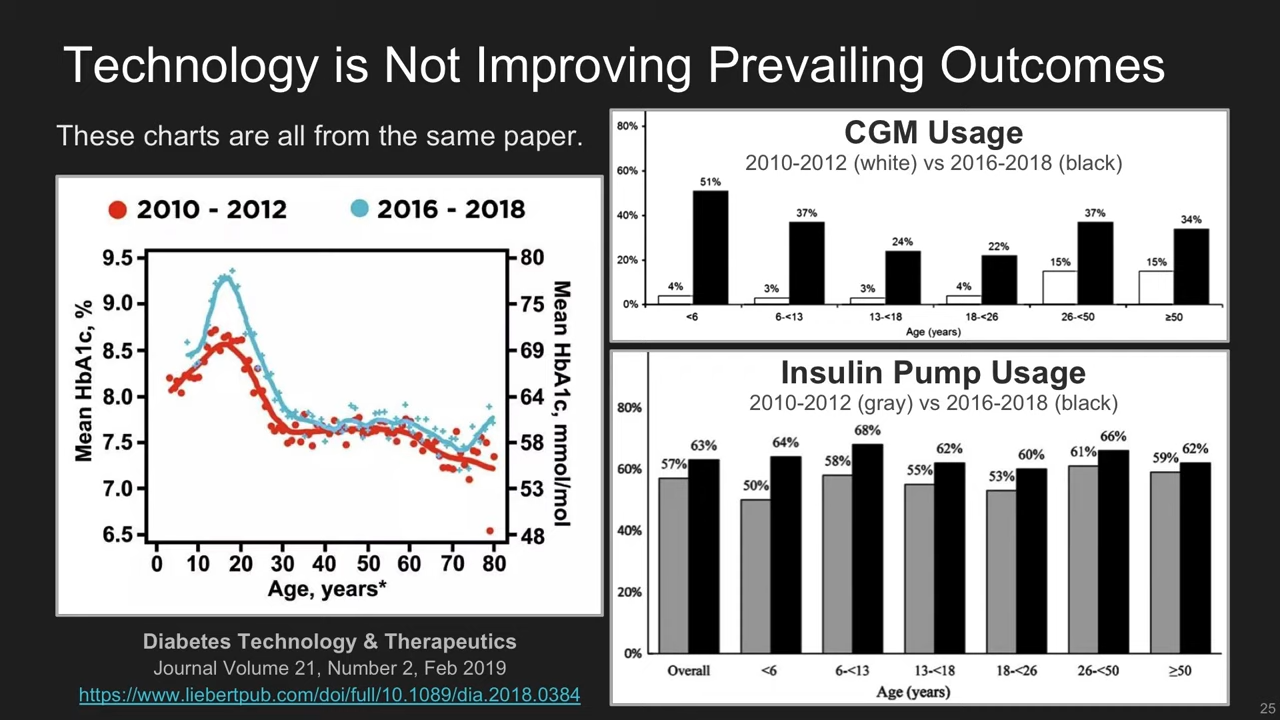 Technology is Not Improving Prevailing Outcomes
These charts are all from the same paper.
2010 - 2012
2016 - 2018
Mean HbA1c, %
9.5
9.0
8.5
8.0
7.5
7.0
6.5
80
75
69
64
58
53
48
Mean HbA1c, mmol/mol
0 10 20 30 40 50 60 70 80
Age, years*
Diabetes Technology & Therapeutics
Journal Volume 21, Number 2, Feb 2019
https://www.liebertpub.com/doi/full/10.1089/dia.2018.0384
CGM Usage
2010-2012 (white) vs 2016-2018 (black)
80%
60%
40%
20%
0%
4% 51% 3% 37% 3% 24% 4% 22% 15% 37% 15% 34%
<6 6-<13 13-<18 18-<26 26-<50 ≥50
Age (years)
Insulin Pump Usage
2010-2012 (gray) vs 2016-2018 (black)
80%
60%
40%
20%
0%
57% 63% 50% 64% 58% 68% 55% 62% 53% 60% 61% 66% 59% 62%
Overall <6 6-<13 13-<18 18-<26 26-<50 ≥50
Age (years)
25